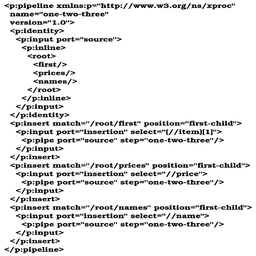 <p:pipeline xmlns:p="http://www.w3.org/ns/xproc"
name="one-two-three"
version="1.0">
<p:identity>
<p:input port="source">
<p:inline>
<root>
<first/>
<prices/>
<names/>
</root>
</p:inline>
</p:input>
</p:identity>
<p:insert match="/root/first" position="first-child">
<p:input port="insertion" select="(//item)[1]">
<p:pipe port="source" step="one-two-three"/>
</p:input>
</p:insert>
<p:insert match="/root/prices" position="first-child">
<p:input port="insertion" select="//price">
<p:pipe port="source" step="one-two-three"/>
</p:input>
</p:insert>
<p:insert match="/root/names" position="first-child">
<p:input port="insertion" select="//name">
<p:pipe port="source" step="one-two-three"/>
</p:input>
</p:insert>
</p:pipeline>